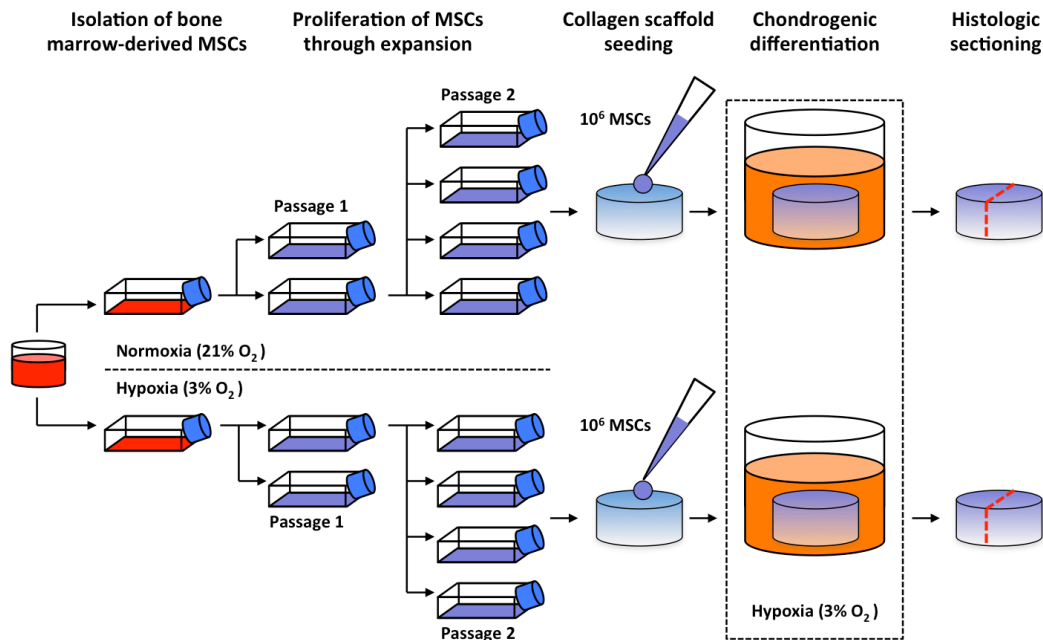 Isolation of bone
marrow-derived MSCs
Proliferation of MSCs
through expansion
Collagen scaffold
seeding
Chondrogenic
differentiation
Histologic
sectioning
Passage 2
10⁶ MSCs
Passage 1
Normoxia (21% O₂)
Hypoxia (3% O₂)
10⁶ MSCs
Passage 1
Hypoxia (3% O₂)
Passage 2